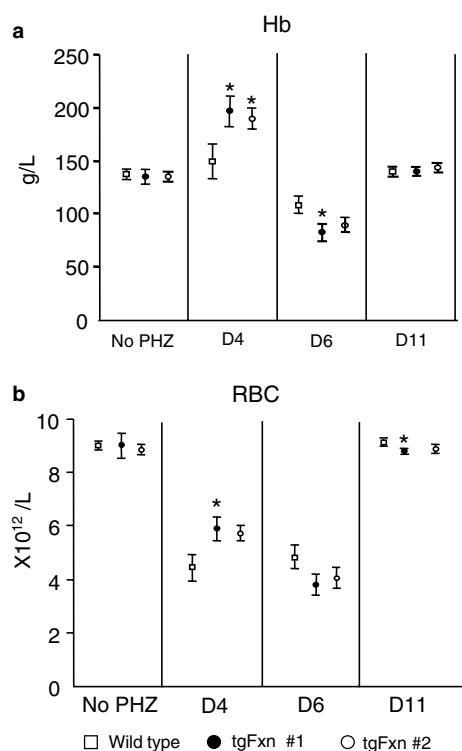 a
Hb
250
200
150
100
50
0
g/L
* *
*
No PHZ D4 D6 D11
b
RBC
10
8
6
4
2
0
X10¹² /L
*
*
No PHZ D4 D6 D11
Wild type tgFxn #1 tgFxn #2